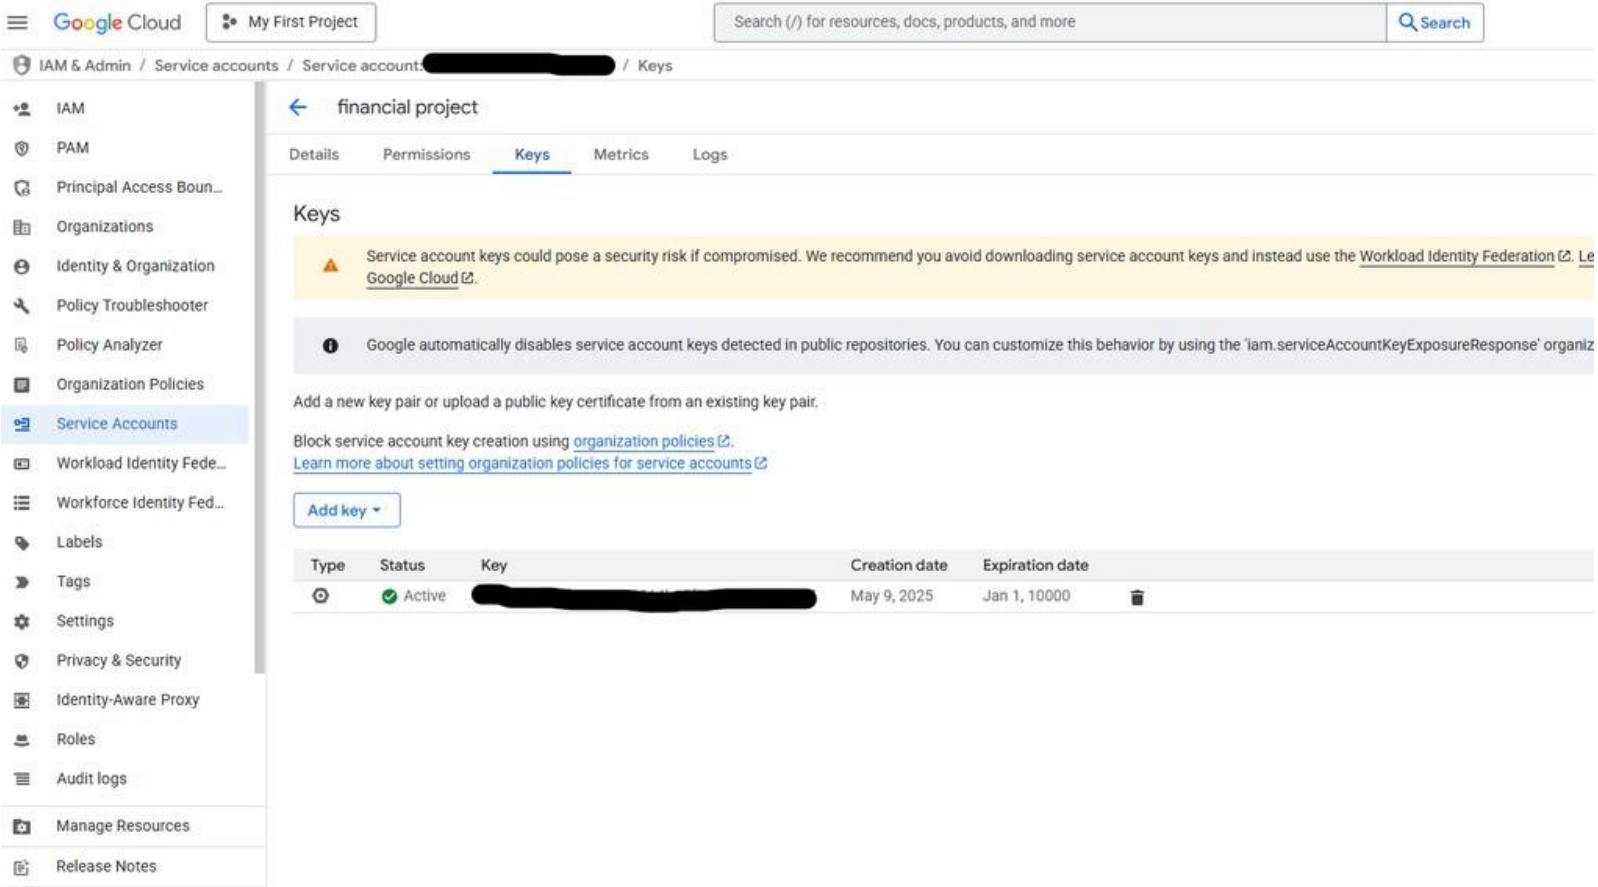 Google Cloud
My First Project
Search (/) for resources, docs, products, and more
Search
IAM & Admin / Service accounts / Service account: / Keys
IAM
PAM
Principal Access Boun...
Organizations
Identity & Organization
Policy Troubleshooter
Policy Analyzer
Organization Policies
Service Accounts
Workload Identity Fede...
Workforce Identity Fed...
Labels
Tags
Settings
Privacy & Security
Identity-Aware Proxy
Roles
Audit logs
Manage Resources
Release Notes
financial project
Details Permissions Keys Metrics Logs
Keys
Service account keys could pose a security risk if compromised. We recommend you avoid downloading service account keys and instead use the Workload Identity Federation. Le
Google Cloud.
Google automatically disables service account keys detected in public repositories. You can customize this behavior by using the 'iam.serviceAccountKeyExposureResponse' organiz
Add a new key pair or upload a public key certificate from an existing key pair.
Block service account key creation using organization policies.
Learn more about setting organization policies for service accounts
Add key
Type Status Key Creation date Expiration date
Active May 9, 2025 Jan 1, 10000